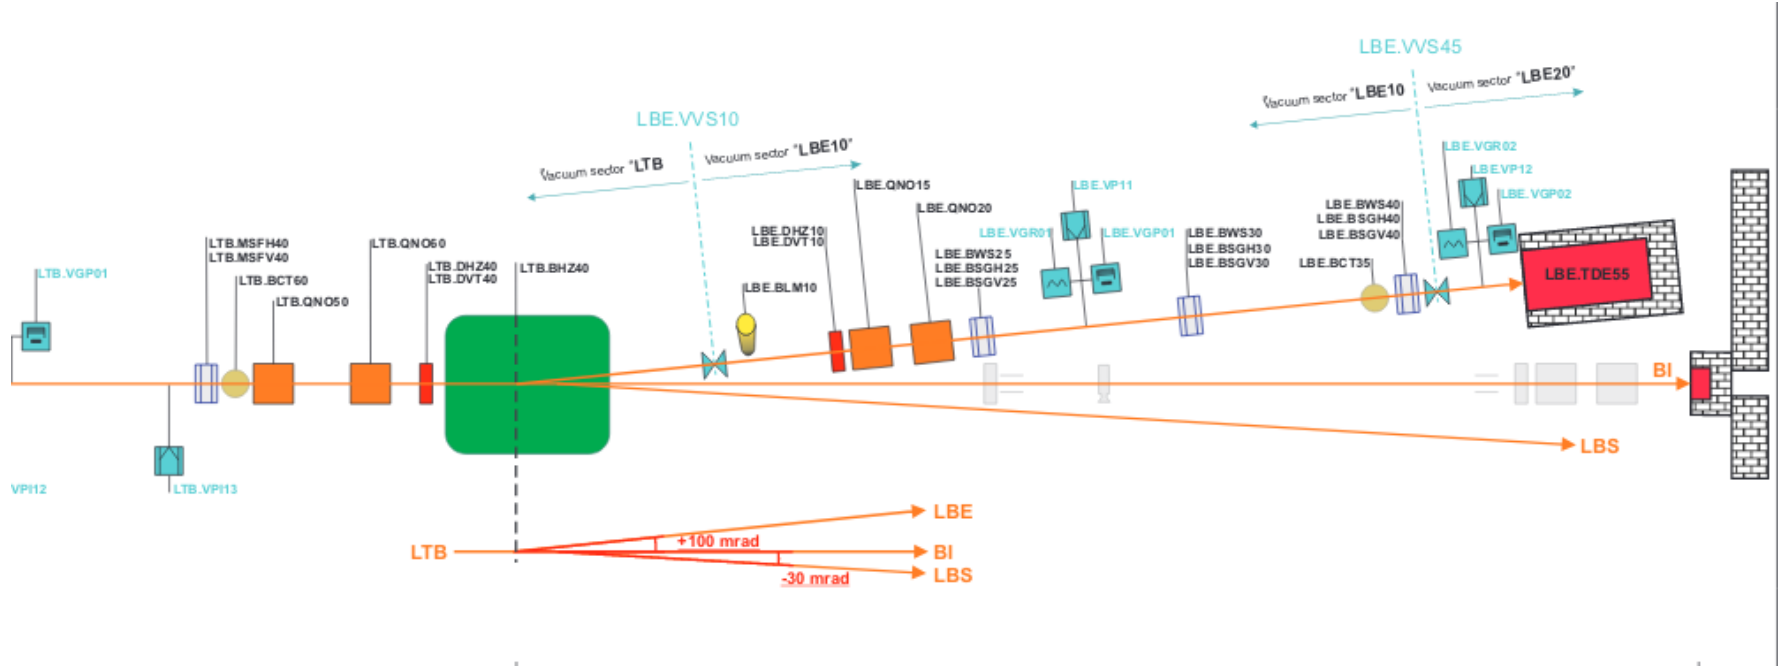 LBE.VVS45
Vacuum sector "LBE10
Vacuum sector "LBE20"
LBE.VVS10
Vacuum sector "LTB
Vacuum sector "LBE10"
LBE.VGR02
LBE.VP12
LBE.VGP02
LBE.QNO15
LBE.QNO20
LBE.VP11
LBE.DHZ10
LBE.DVT10
LBE.VGR01
LBE.VGP01
LBE.BWS25
LBE.BSGH25
LBE.BSGV25
LBE.BWS30
LBE.BSGH30
LBE.BSGV30
LBE.BWS40
LBE.BSGH40
LBE.BSGV40
LBE.BCT35
LBE.TDE55
LTB.VGP01
LTB.MSFH40
LTB.MSFV40
LTB.BCT60
LTB.QNO50
LTB.QNO60
LTB.DHZ40
LTB.DVT40
LTB.BHZ40
LBE.BLM10
BI
LBS
VPI12
LTB.VPI13
LTB
LBE
+100 mrad
BI
-30 mrad
LBS